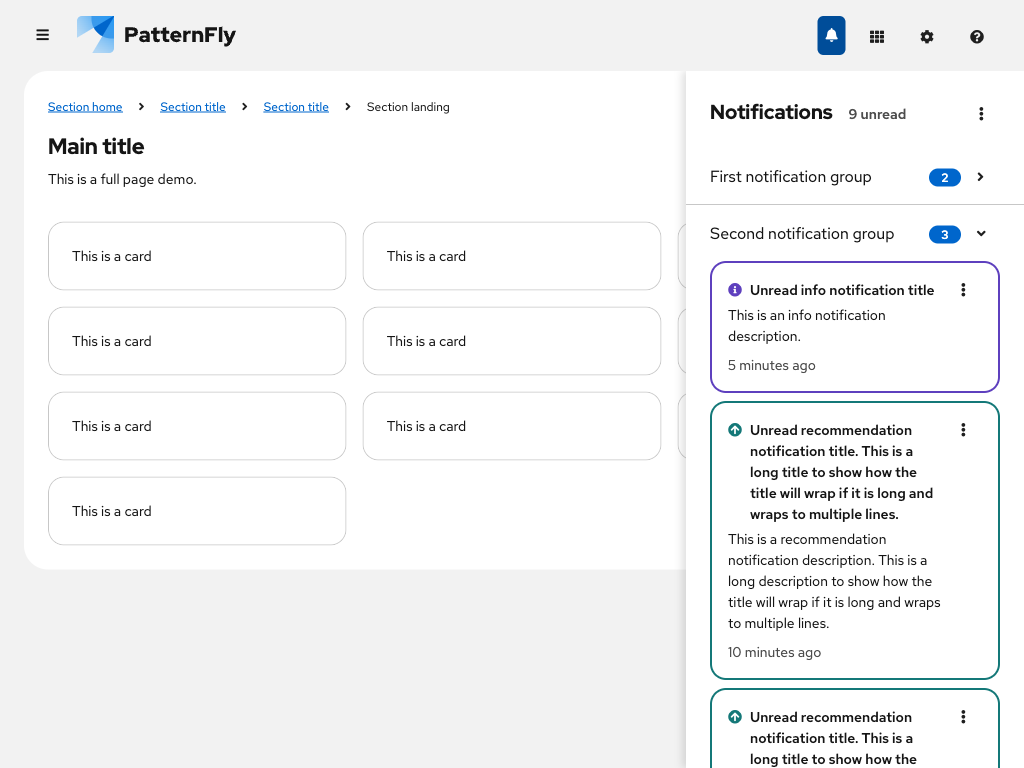 PatternFly
Section home
Section title
Section title
Section landing
Main title
This is a full page demo.
This is a card
This is a card
This is a card
This is a card
This is a card
This is a card
This is a card
Notifications
9 unread
First notification group
2
Second notification group
3
Unread info notification title
This is an info notification
description.
5 minutes ago
Unread recommendation
notification title. This is a
long title to show how the
title will wrap if it is long and
wraps to multiple lines.
This is a recommendation
notification description. This is a
long description to show how the
title will wrap if it is long and wraps
to multiple lines.
10 minutes ago
Unread recommendation
notification title. This is a
long title to show how the